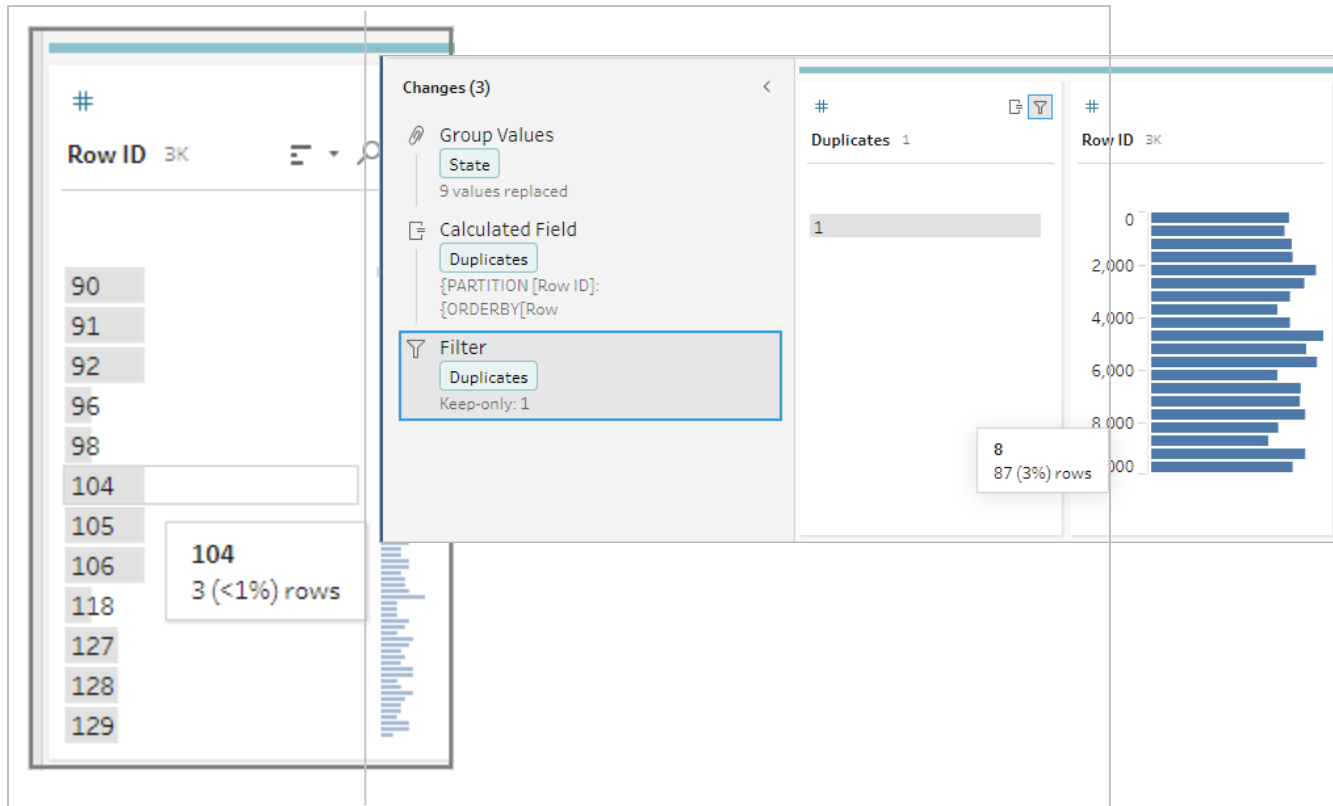 #
Row ID 3K
90
91
92
96
98
104
105
106
118
127
128
129
104
3 (<1%) rows
Changes (3)
Group Values
State
9 values replaced
Calculated Field
Duplicates
{PARTITION [Row ID]:
{ORDERBY[Row
Filter
Duplicates
Keep-only: 1
#
Duplicates 1
1
#
Row ID 3K
0
2,000
4,000
6,000
8,000
000
8
87 (3%) rows